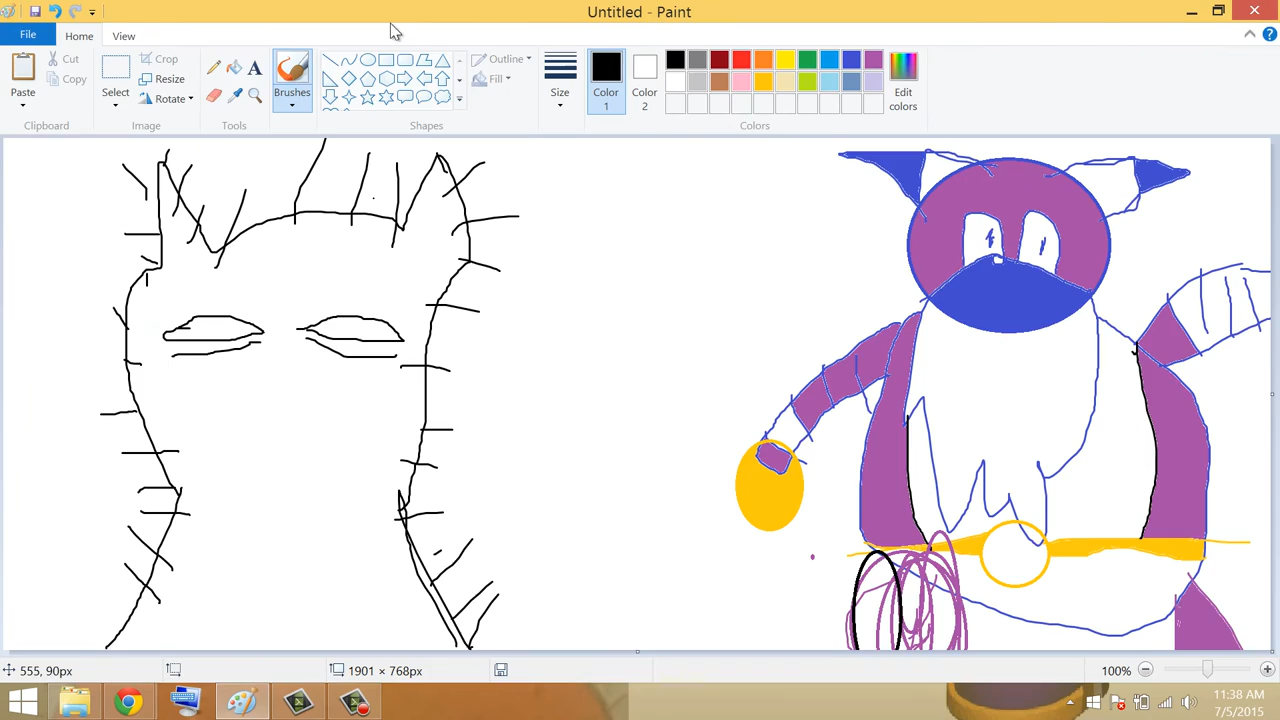 Untitled - Paint
File Home View
Cut
Copy
Paste
Clipboard
Crop
Resize
Rotate
Select
Image
Tools
Brushes
Outline
Fill
Shapes
Size
Color 1
Color 2
Edit colors
Colors
555, 90px
1901 × 768px
100%
11:38 AM
7/5/2015